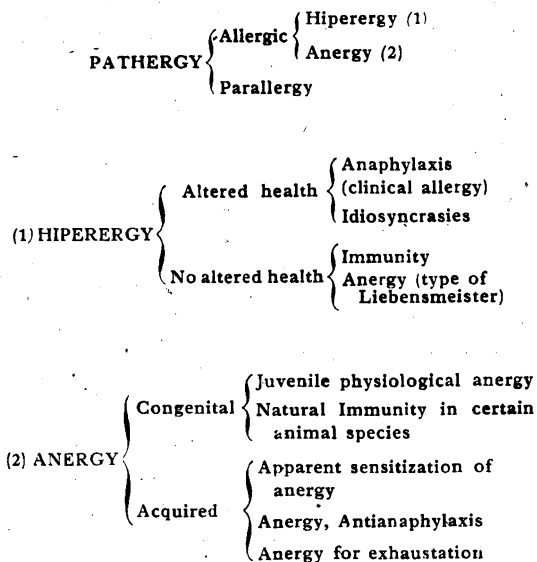 Hiperergy (1)
Allergic
Anergy (2)
PATHERGY
Parallergy
Anaphylaxis
Altered health (clinical allergy)
Idiosyncrasies
(1) HIPERERGY
Immunity
No altered health Anergy (type of
Liebensmeister)
Juvenile physiological anergy
Congenital Natural Immunity in certain
animal species
(2) ANERGY
Apparent sensitization of
anergy
Acquired Anergy, Antianaphylaxis
Anergy for exhaustation